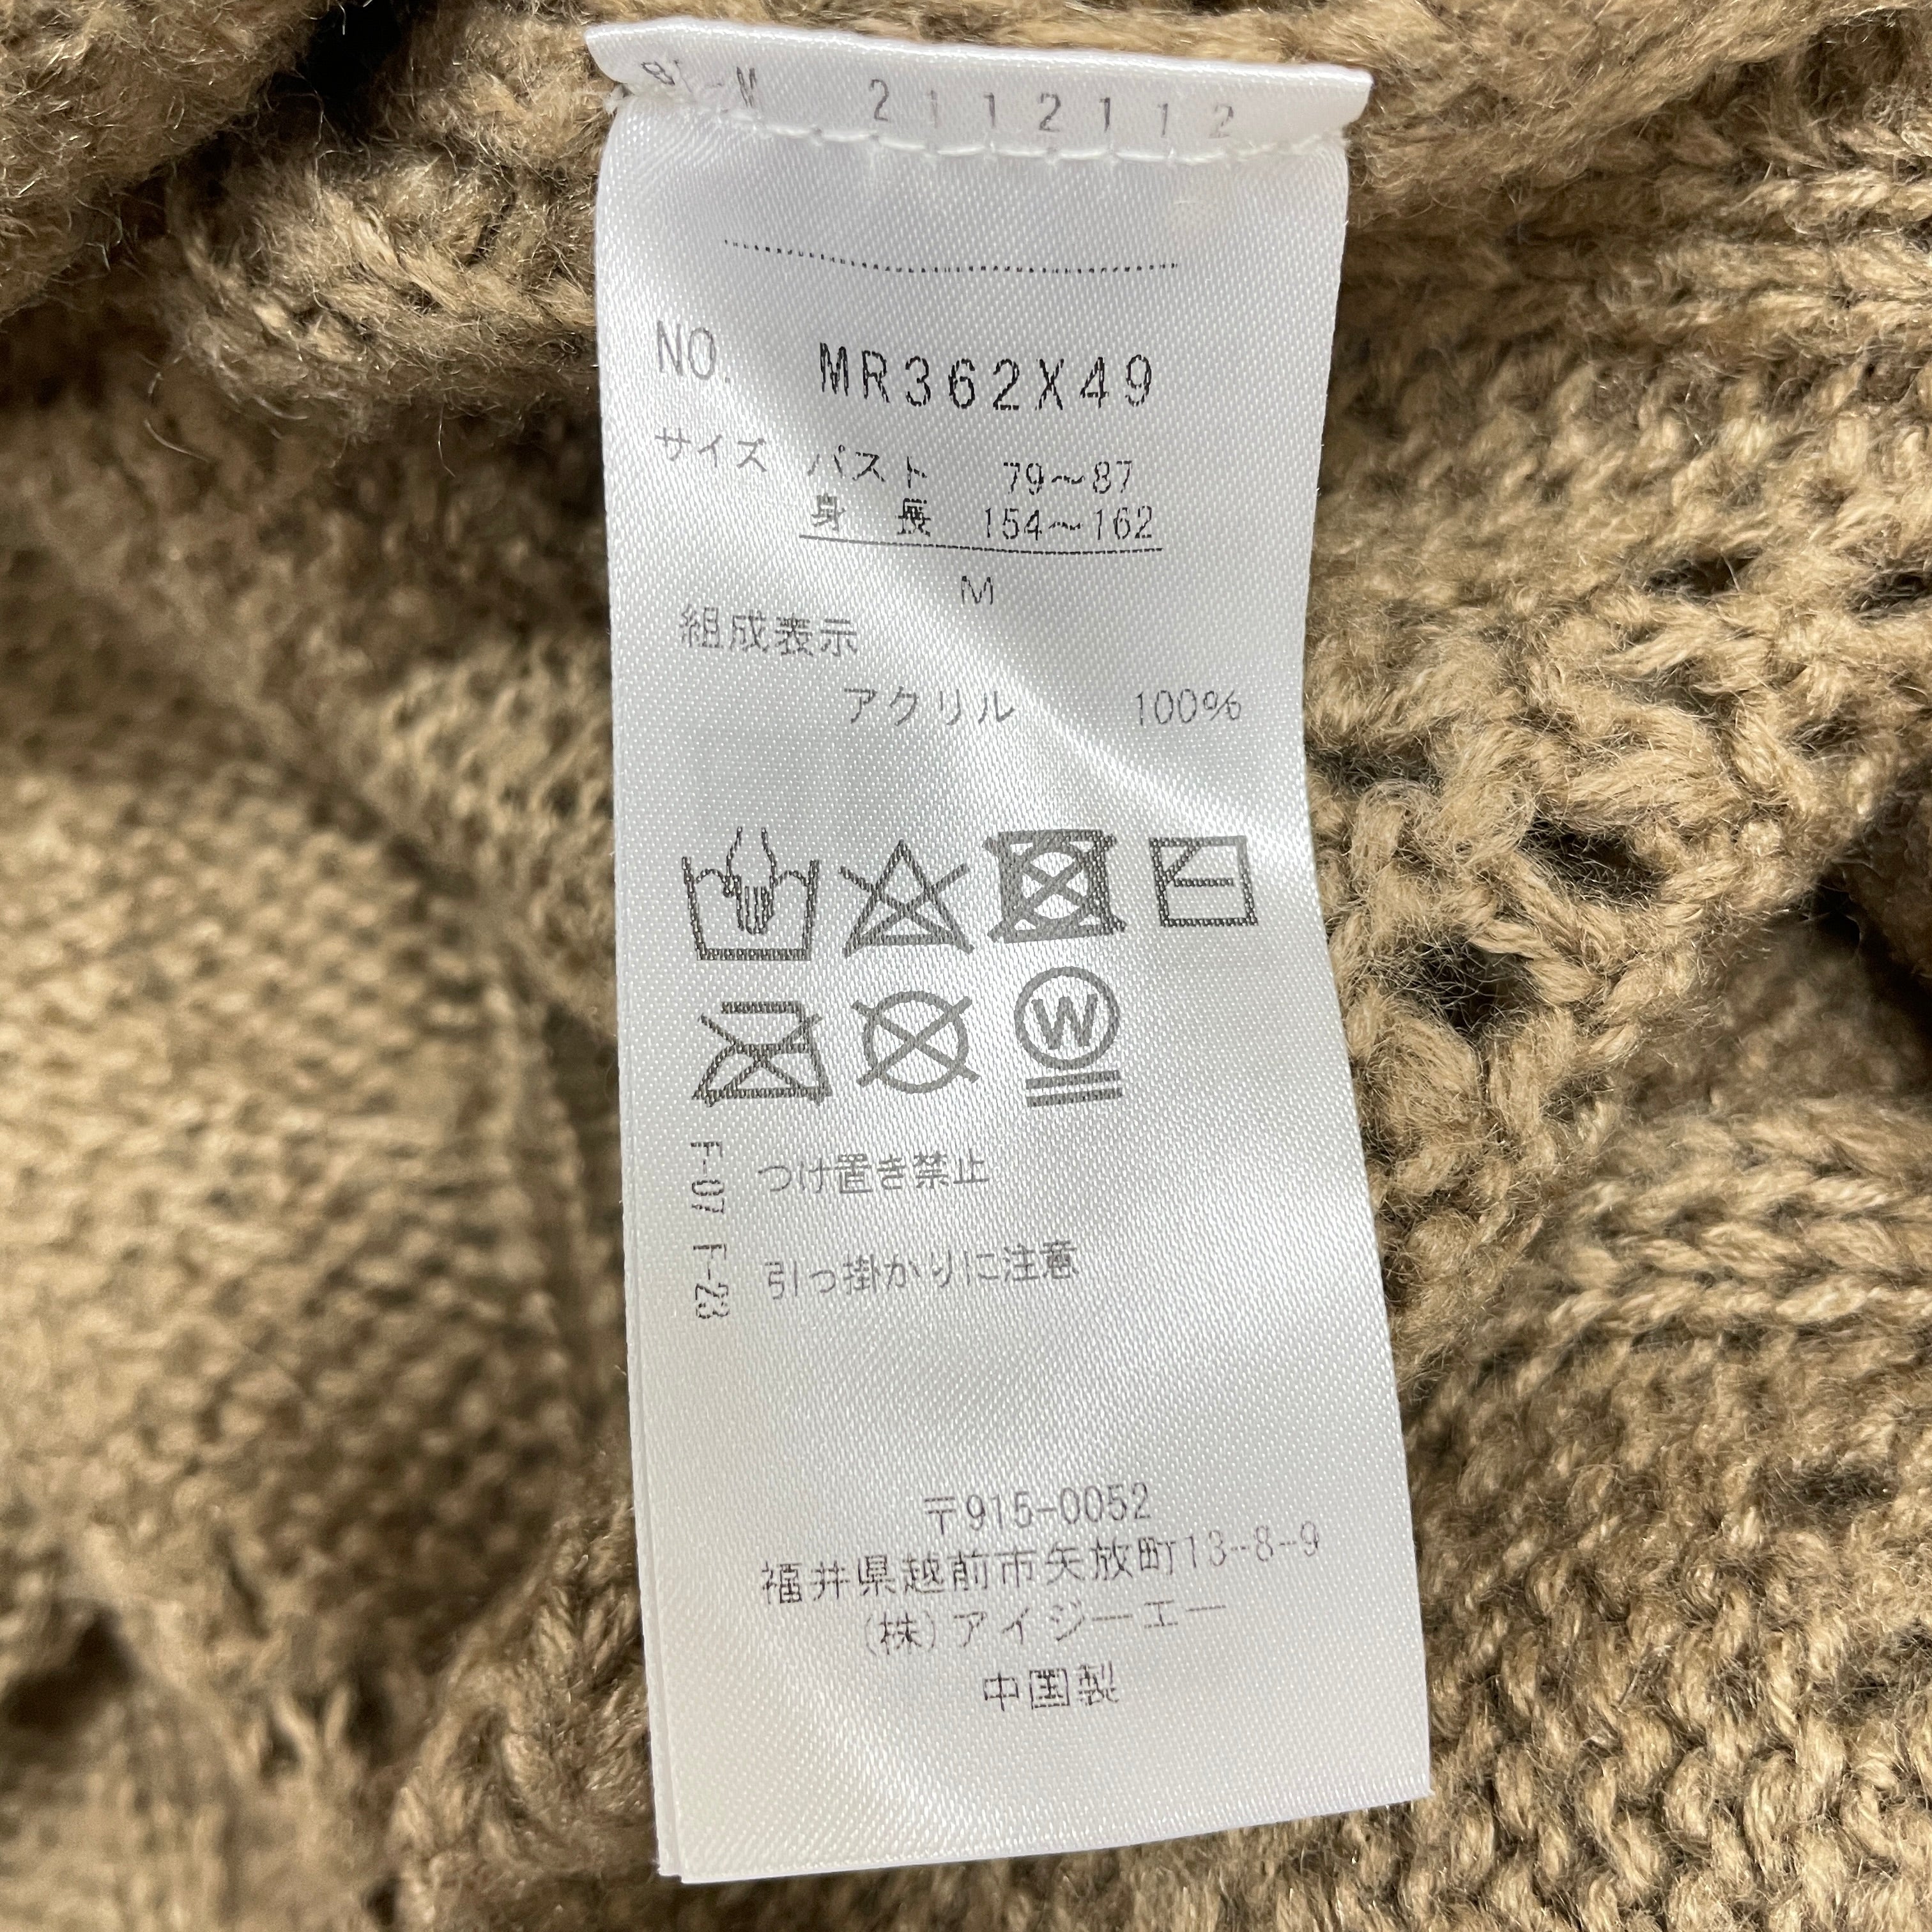 2112112
NO. MR362X49
サイズ バスト 79～87
身長 154～162
M
組成表示
アクリル 100%
W
F-07 F-23
つけ置き禁止
引っ掛かりに注意
〒915-0052
福井県越前市矢放町13-8-9
(株)アイジーエー
中国製